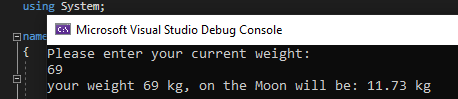 using System;
Microsoft Visual Studio Debug Console
name
{
Please enter your current weight:
69
your weight 69 kg, on the Moon will be: 11.73 kg